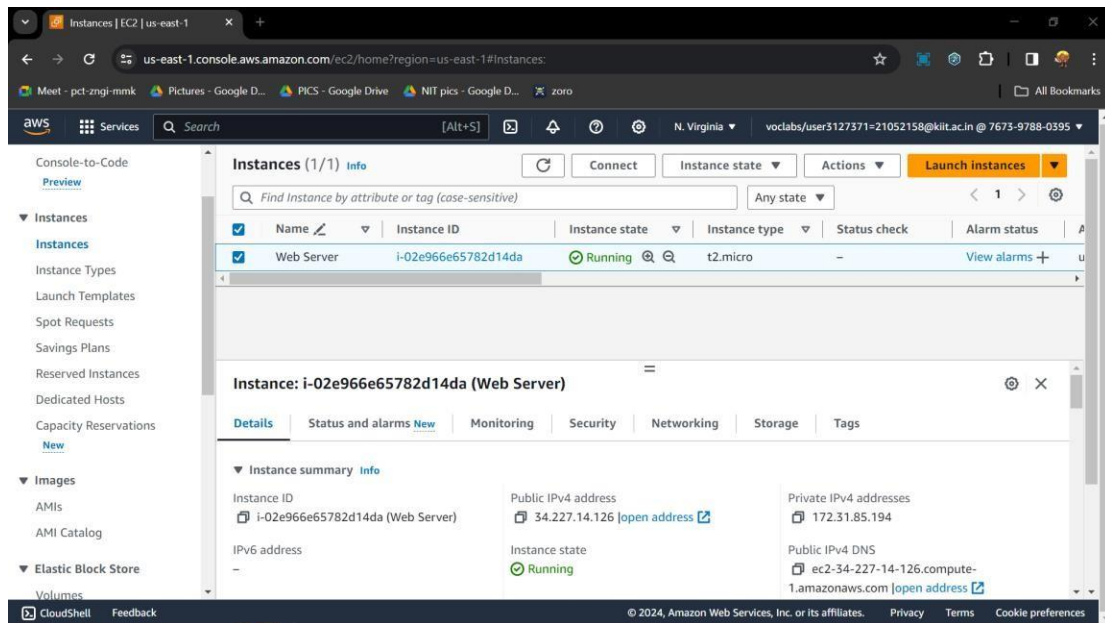 Instances | EC2 | us-east-1
us-east-1.console.aws.amazon.com/ec2/home?region=us-east-1#Instances:
Meet - pct-zngi-mmk Pictures - Google D... PICS - Google Drive NIT pics - Google D... zoro All Bookmarks
aws Services Search [Alt+S] N. Virginia voclabs/user3127371=21052158@kiit.ac.in @ 7673-9788-0395
Console-to-Code
Preview
Instances
Instances
Instance Types
Launch Templates
Spot Requests
Savings Plans
Reserved Instances
Dedicated Hosts
Capacity Reservations
New
Images
AMIs
AMI Catalog
Elastic Block Store
Volumes
Instances (1/1) Info Connect Instance state Actions Launch instances
Find Instance by attribute or tag (case-sensitive) Any state 1
Name Instance ID Instance state Instance type Status check Alarm status A
Web Server i-02e966e65782d14da Running t2.micro – View alarms + u
Instance: i-02e966e65782d14da (Web Server)
Details Status and alarms New Monitoring Security Networking Storage Tags
Instance summary Info
Instance ID Public IPv4 address Private IPv4 addresses
i-02e966e65782d14da (Web Server) 34.227.14.126 |open address 172.31.85.194
IPv6 address Instance state Public IPv4 DNS
– Running ec2-34-227-14-126.compute-
1.amazonaws.com |open address
CloudShell Feedback © 2024, Amazon Web Services, Inc. or its affiliates. Privacy Terms Cookie preferences